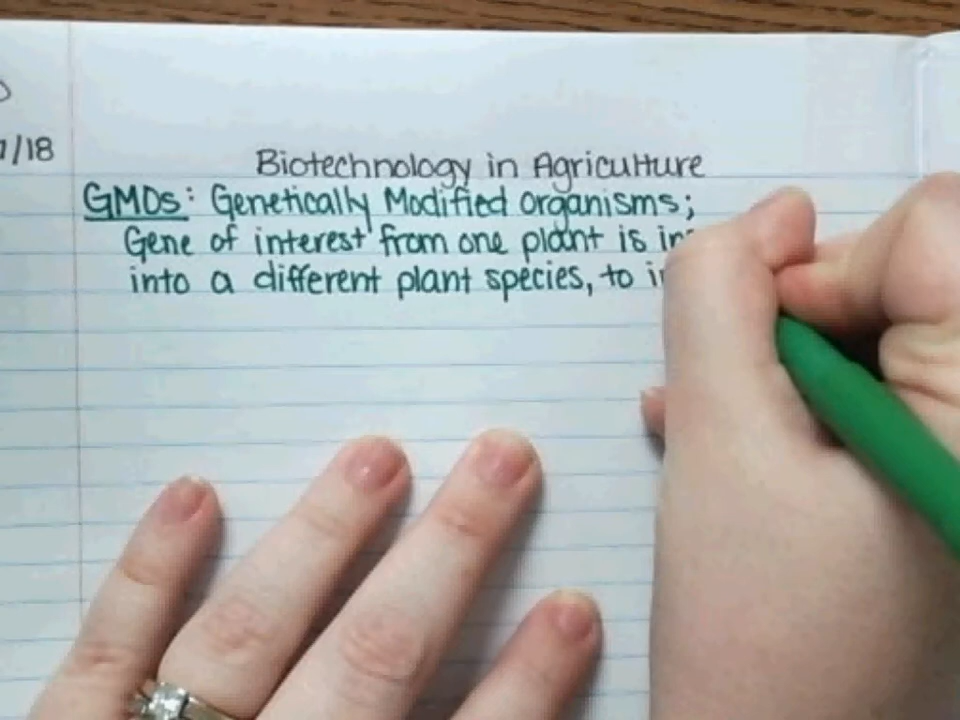 /18
Biotechnology in Agriculture
GMOs: Genetically Modified Organisms;
Gene of interest from one plant is
into a different plant species, to